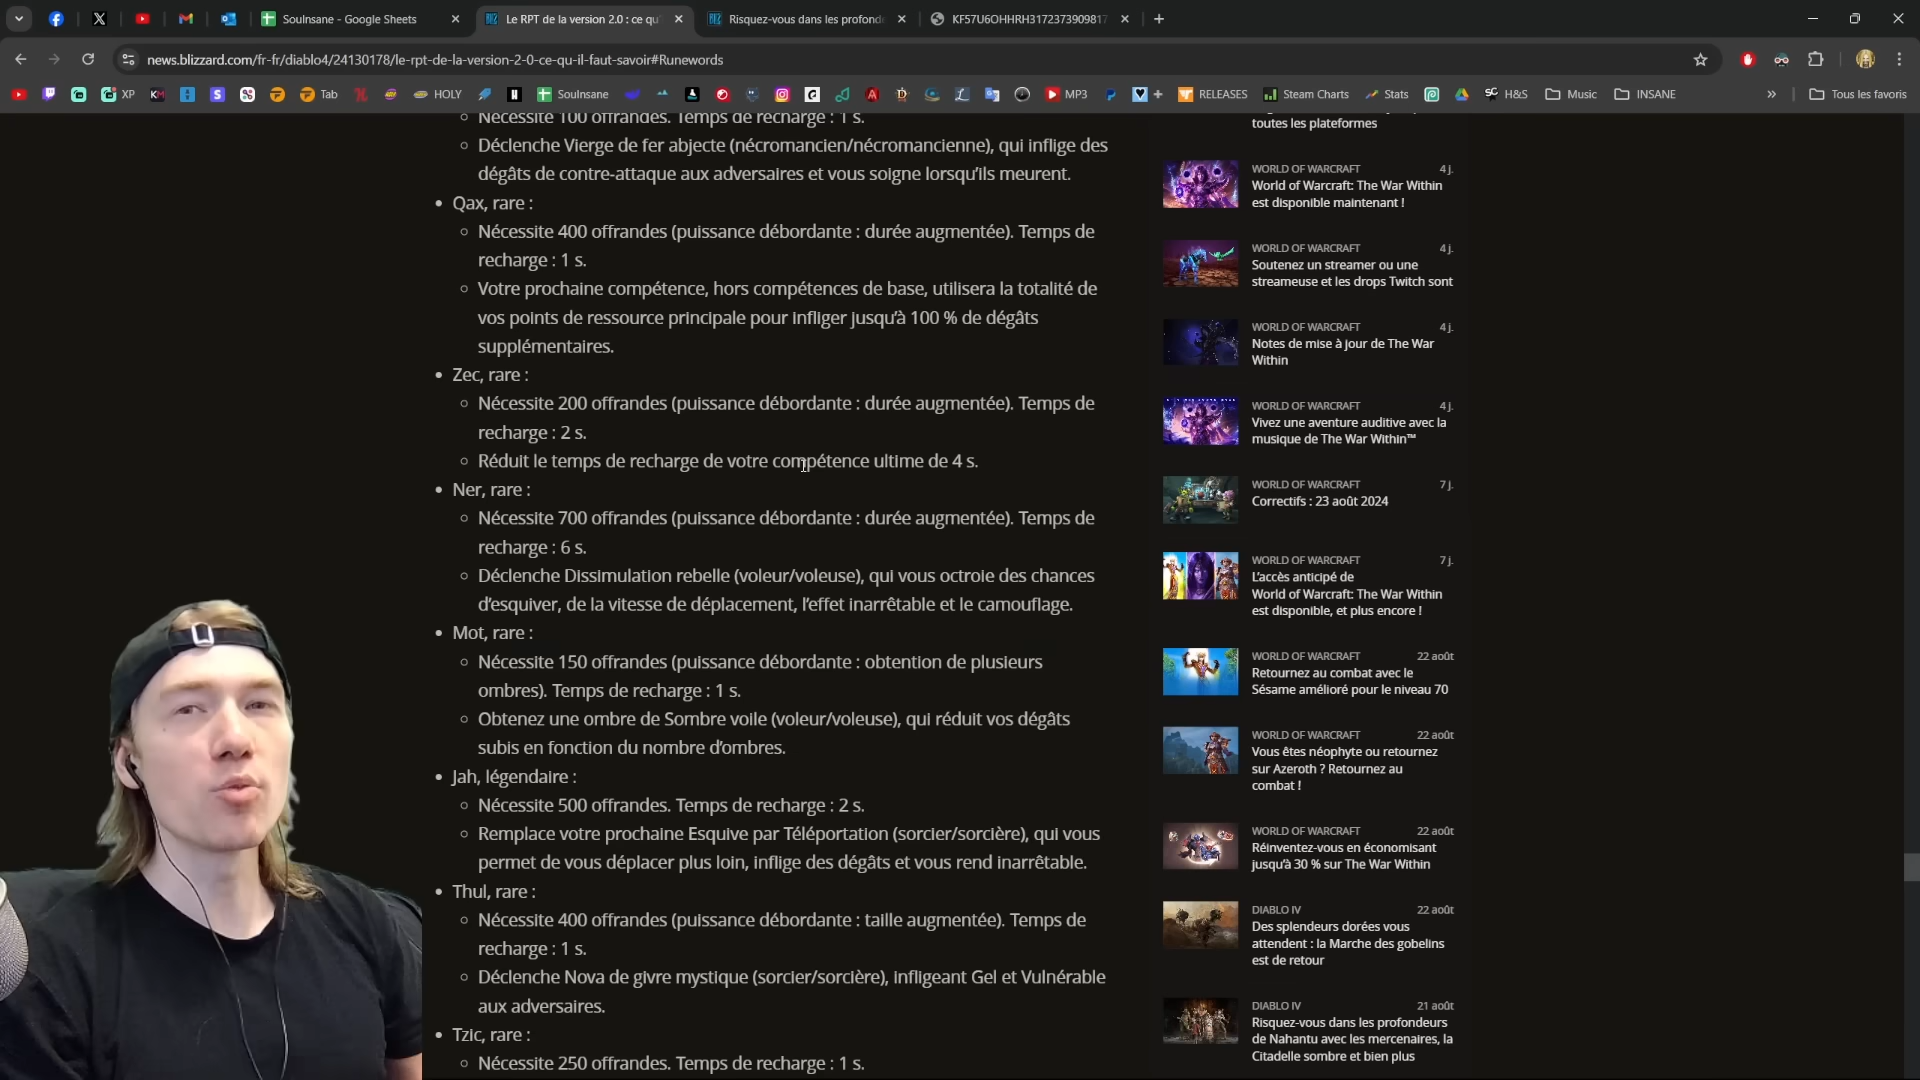 SoulInsane - Google Sheets
Le RPT de la version 2.0 : ce qu
Risquez-vous dans les profond
KF57U6OHHRH3172373909817
news.blizzard.com/fr-fr/diablo4/24130178/le-rpt-de-la-version-2-0-ce-qu-il-faut-savoir#Runewords
XP
Tab
HOLY
SoulInsane
MP3
RELEASES
Steam Charts
Stats
H&S
Music
INSANE
Tous les favoris
Nécessite 100 offrandes. Temps de recharge : 1 s.
Déclenche Vierge de fer abjecte (nécromancien/nécromancienne), qui inflige des
dégâts de contre-attaque aux adversaires et vous soigne lorsqu’ils meurent.
Qax, rare :
Nécessite 400 offrandes (puissance débordante : durée augmentée). Temps de
recharge : 1 s.
Votre prochaine compétence, hors compétences de base, utilisera la totalité de
vos points de ressource principale pour infliger jusqu’à 100 % de dégâts
supplémentaires.
Zec, rare :
Nécessite 200 offrandes (puissance débordante : durée augmentée). Temps de
recharge : 2 s.
Réduit le temps de recharge de votre compétence ultime de 4 s.
Ner, rare :
Nécessite 700 offrandes (puissance débordante : durée augmentée). Temps de
recharge : 6 s.
Déclenche Dissimulation rebelle (voleur/voleuse), qui vous octroie des chances
d’esquiver, de la vitesse de déplacement, l’effet inarrêtable et le camouflage.
Mot, rare :
Nécessite 150 offrandes (puissance débordante : obtention de plusieurs
ombres). Temps de recharge : 1 s.
Obtenez une ombre de Sombre voile (voleur/voleuse), qui réduit vos dégâts
subis en fonction du nombre d’ombres.
Jah, légendaire :
Nécessite 500 offrandes. Temps de recharge : 2 s.
Remplace votre prochaine Esquive par Téléportation (sorcier/sorcière), qui vous
permet de vous déplacer plus loin, inflige des dégâts et vous rend inarrêtable.
Thul, rare :
Nécessite 400 offrandes (puissance débordante : taille augmentée). Temps de
recharge : 1 s.
Déclenche Nova de givre mystique (sorcier/sorcière), infligeant Gel et Vulnérable
aux adversaires.
Tzic, rare :
Nécessite 250 offrandes. Temps de recharge : 1 s.
toutes les plateformes
WORLD OF WARCRAFT 4 j.
World of Warcraft: The War Within
est disponible maintenant !
WORLD OF WARCRAFT 4 j.
Soutenez un streamer ou une
streameuse et les drops Twitch sont
WORLD OF WARCRAFT 4 j.
Notes de mise à jour de The War
Within
WORLD OF WARCRAFT 4 j.
Vivez une aventure auditive avec la
musique de The War Within™
WORLD OF WARCRAFT 7 j.
Correctifs : 23 août 2024
WORLD OF WARCRAFT 7 j.
L’accès anticipé de
World of Warcraft: The War Within
est disponible, et plus encore !
WORLD OF WARCRAFT 22 août
Retournez au combat avec le
Sésame amélioré pour le niveau 70
WORLD OF WARCRAFT 22 août
Vous êtes néophyte ou retournez
sur Azeroth ? Retournez au
combat !
WORLD OF WARCRAFT 22 août
Réinventez-vous en économisant
jusqu’à 30 % sur The War Within
DIABLO IV 22 août
Des splendeurs dorées vous
attendent : la Marche des gobelins
est de retour
DIABLO IV 21 août
Risquez-vous dans les profondeurs
de Nahantu avec les mercenaires, la
Citadelle sombre et bien plus